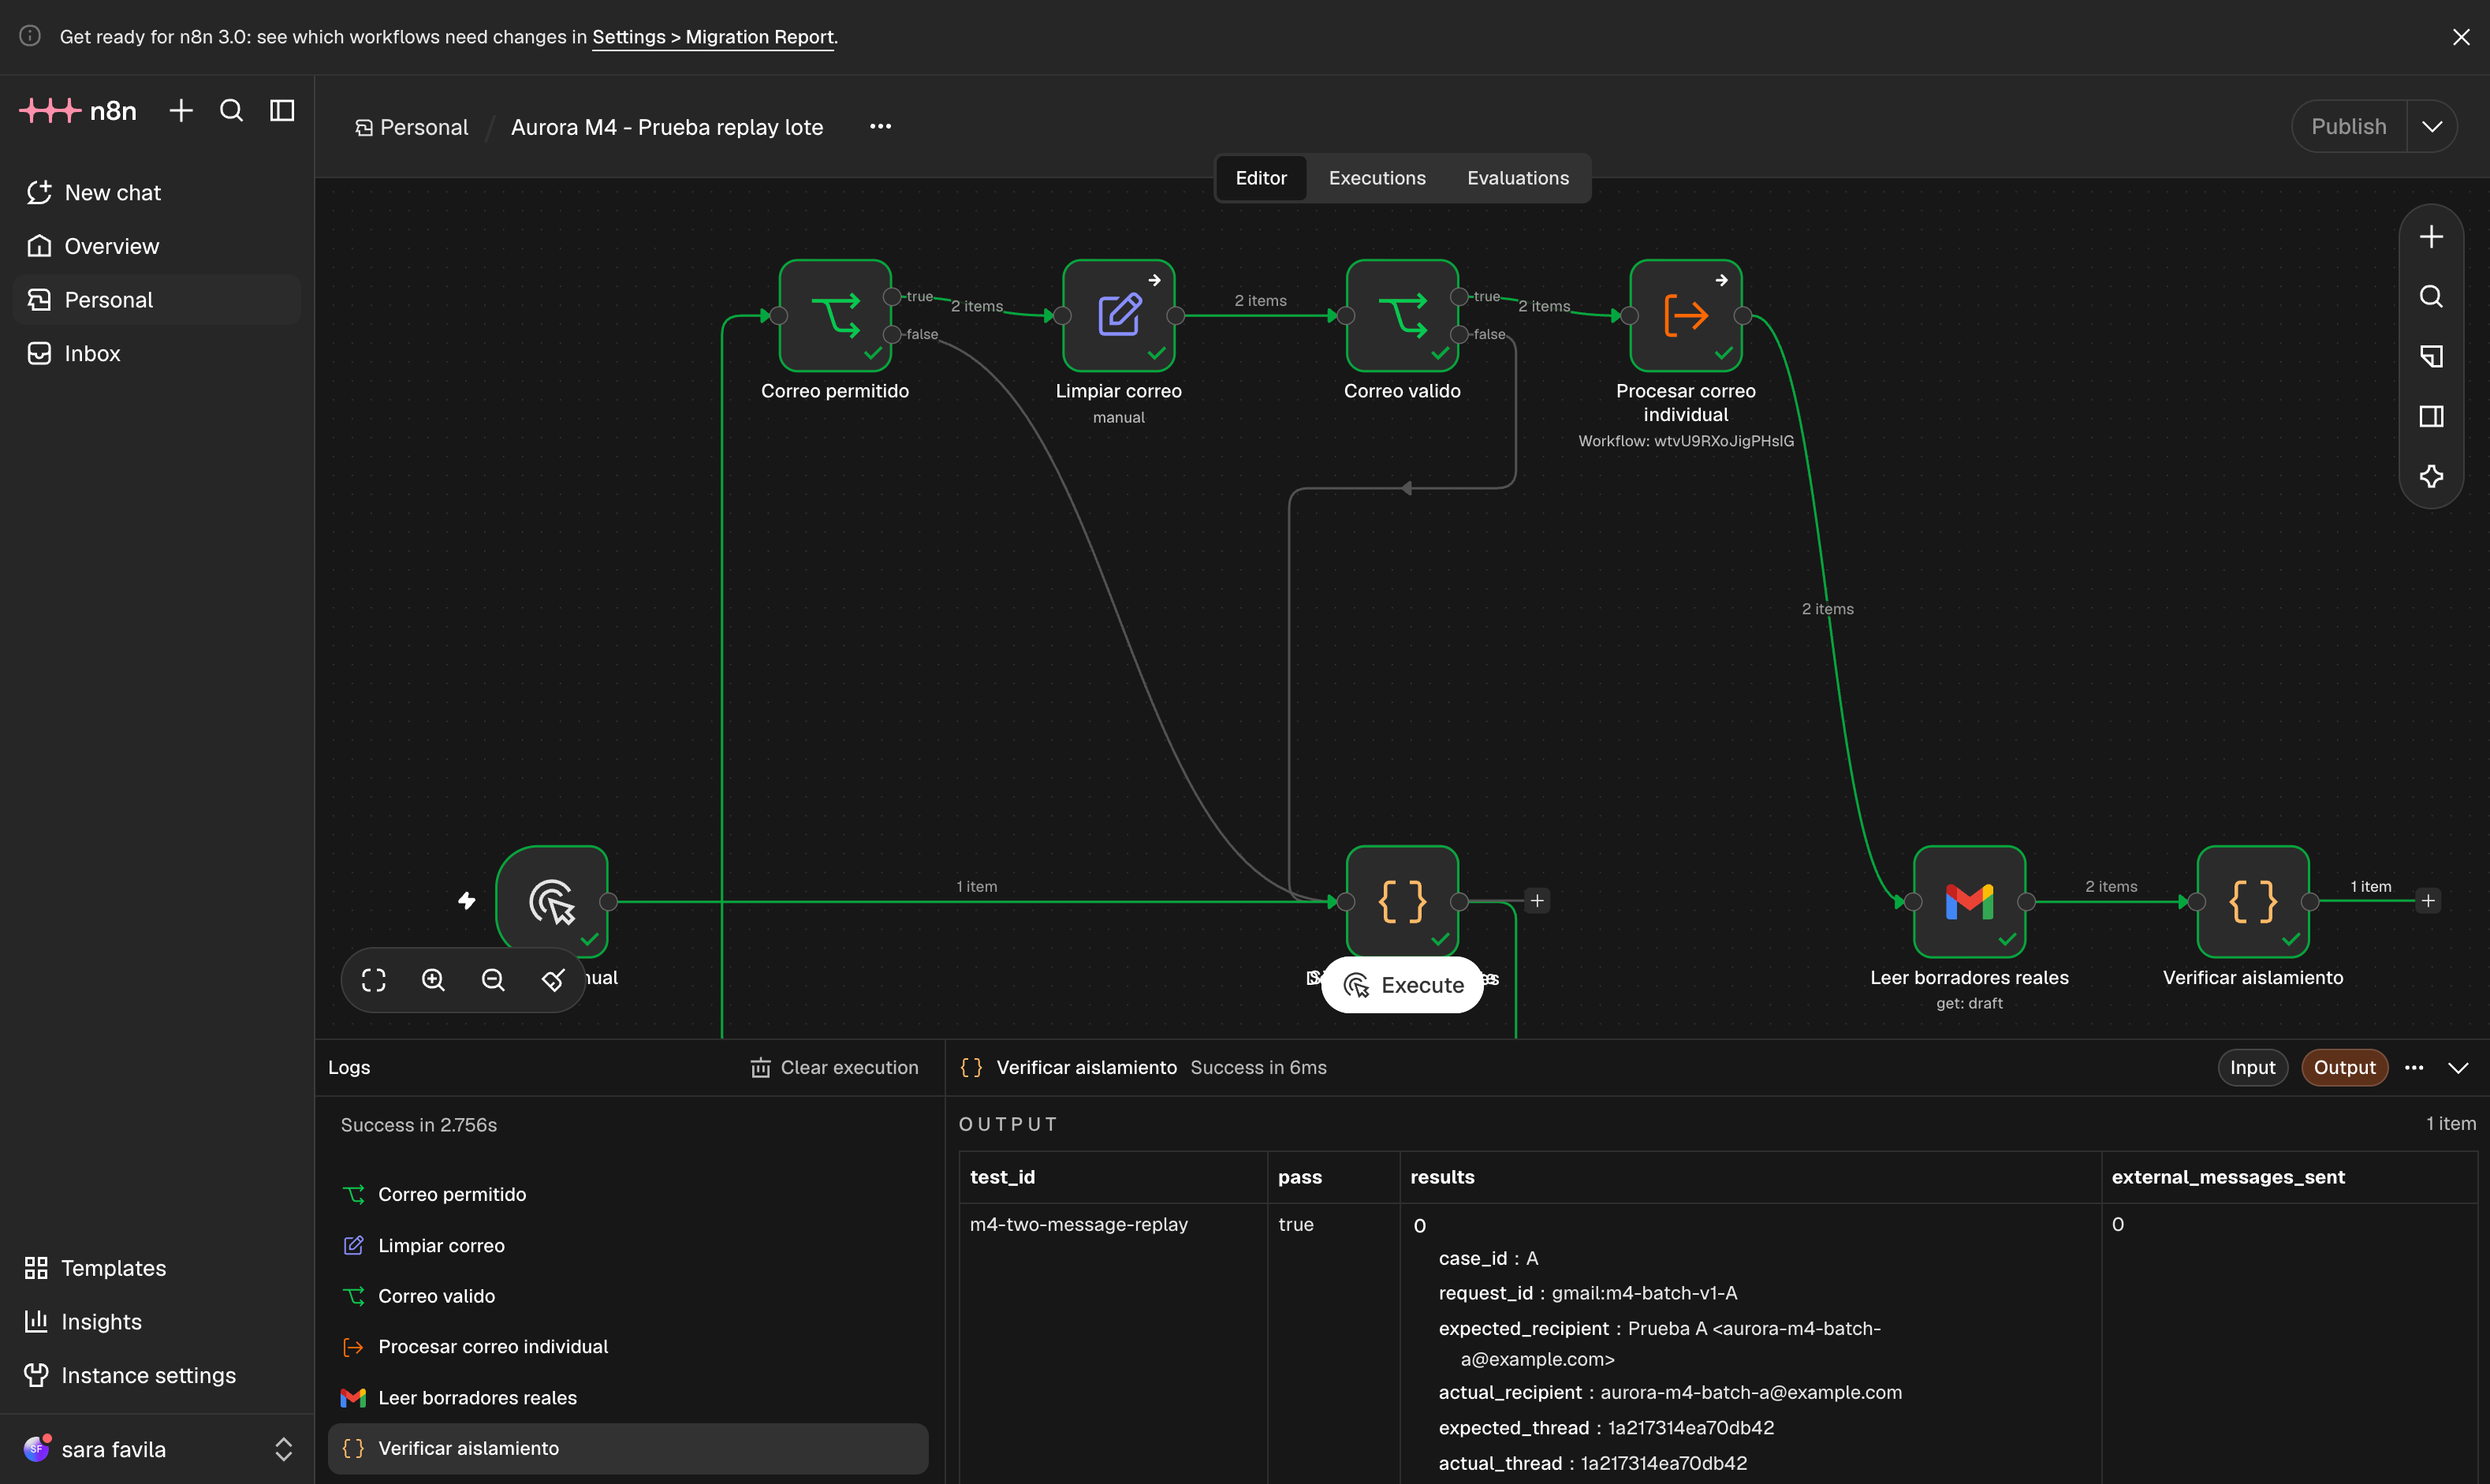 Get ready for n8n 3.0: see which workflows need changes in Settings > Migration Report.
n8n
Personal / Aurora M4 - Prueba replay lote
Publish
Editor Executions Evaluations
New chat
Overview
Personal
Inbox
Templates
Insights
Instance settings
SF sara favila
true 2 items
false
2 items
true 2 items
false
Correo permitido
Limpiar correo
manual
Correo valido
Procesar correo
individual
Workflow: wtvU9RXoJigPHsIG
2 items
1 item
2 items
1 item
Execute
Leer borradores reales
get: draft
Verificar aislamiento
Logs
Clear execution
Success in 2.756s
Correo permitido
Limpiar correo
Correo valido
Procesar correo individual
Leer borradores reales
Verificar aislamiento
Verificar aislamiento Success in 6ms
Input Output
OUTPUT
1 item
test_id pass results external_messages_sent
m4-two-message-replay true 0 0
case_id : A
request_id : gmail:m4-batch-v1-A
expected_recipient : Prueba A <aurora-m4-batch-
a@example.com>
actual_recipient : aurora-m4-batch-a@example.com
expected_thread : 1a217314ea70db42
actual_thread : 1a217314ea70db42